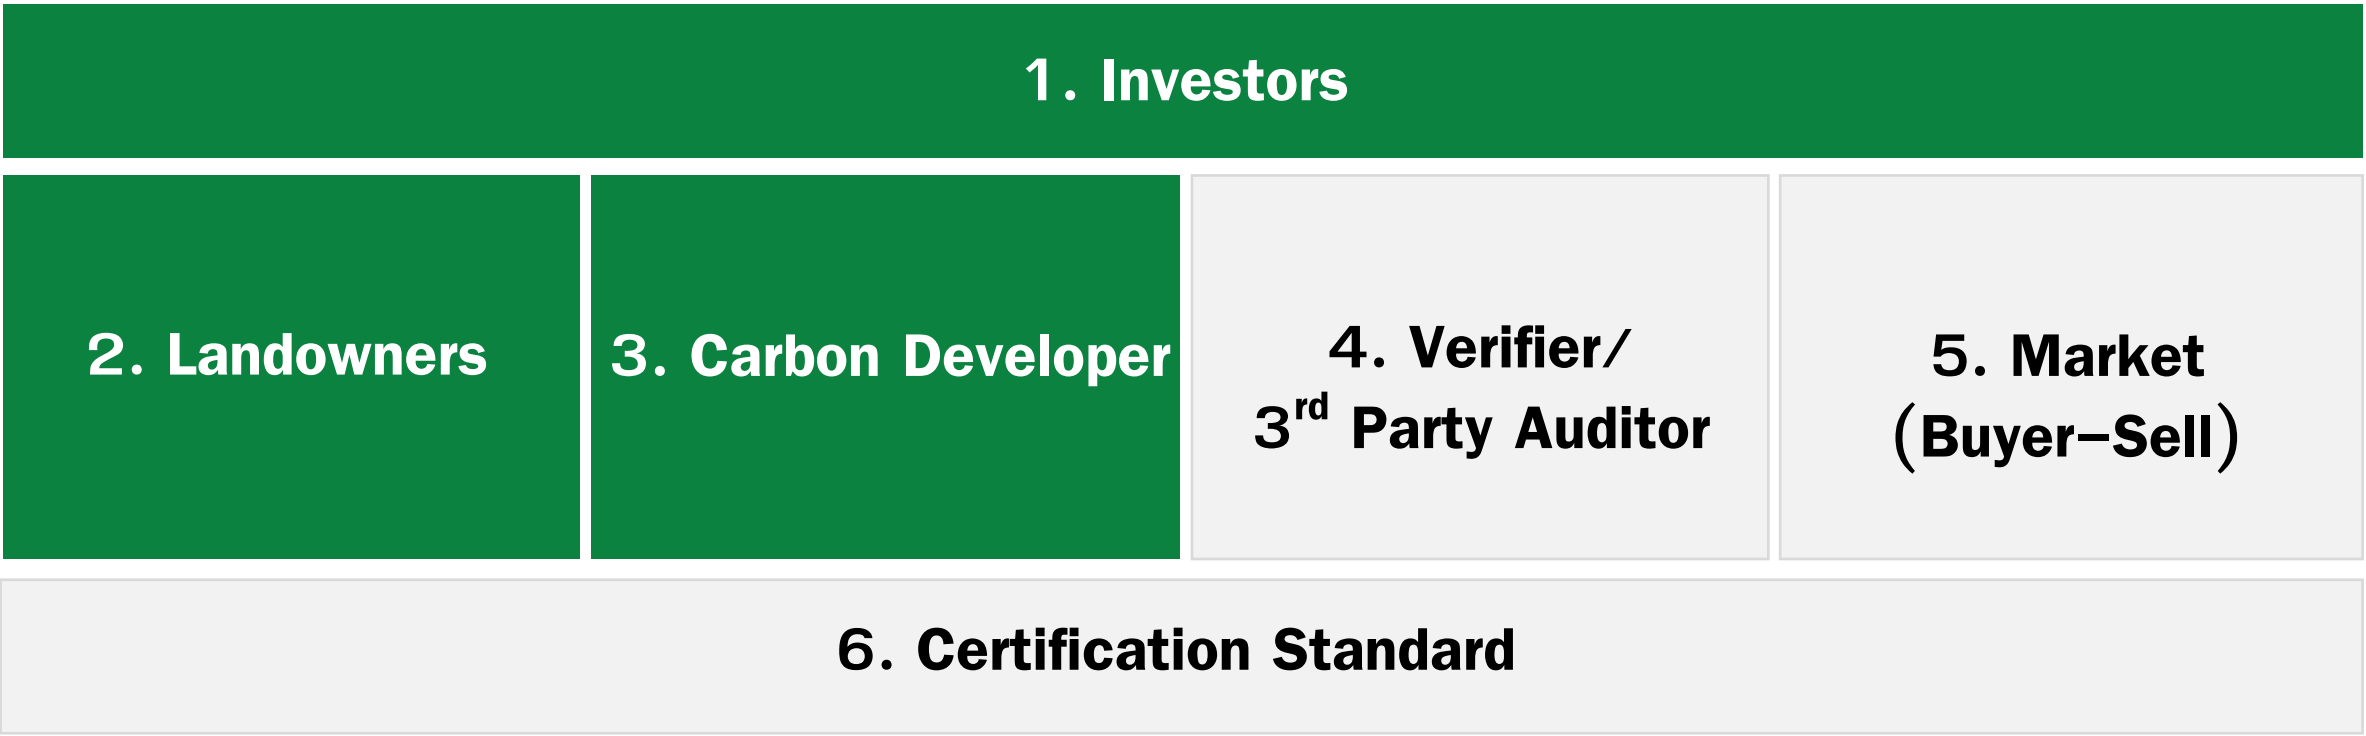 1. Investors
2. Landowners
3. Carbon Developer
4. Verifier/
3rd Party Auditor
5. Market
(Buyer–Sell)
6. Certification Standard